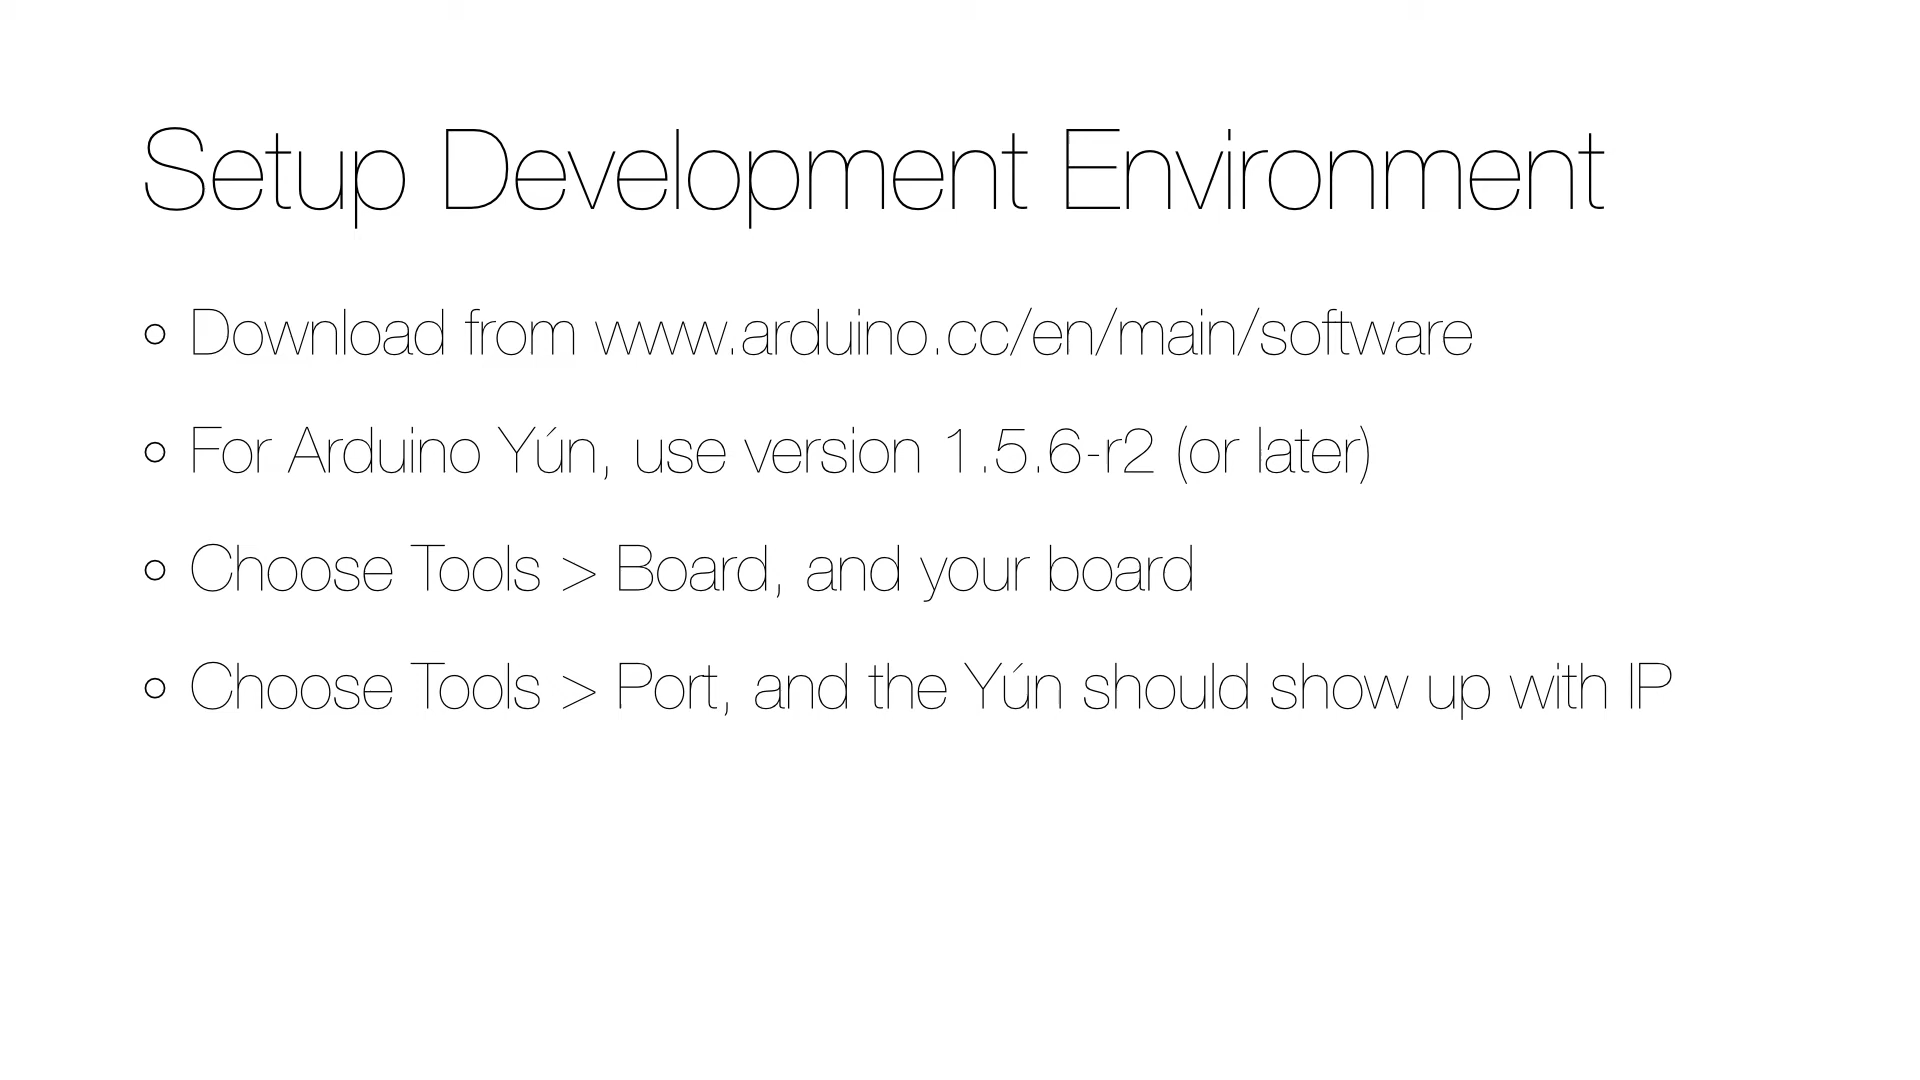 Setup Development Environment
Download from www.arduino.cc/en/main/software
For Arduino Yún, use version 1.5.6-r2 (or later)
Choose Tools > Board, and your board
Choose Tools > Port, and the Yún should show up with IP